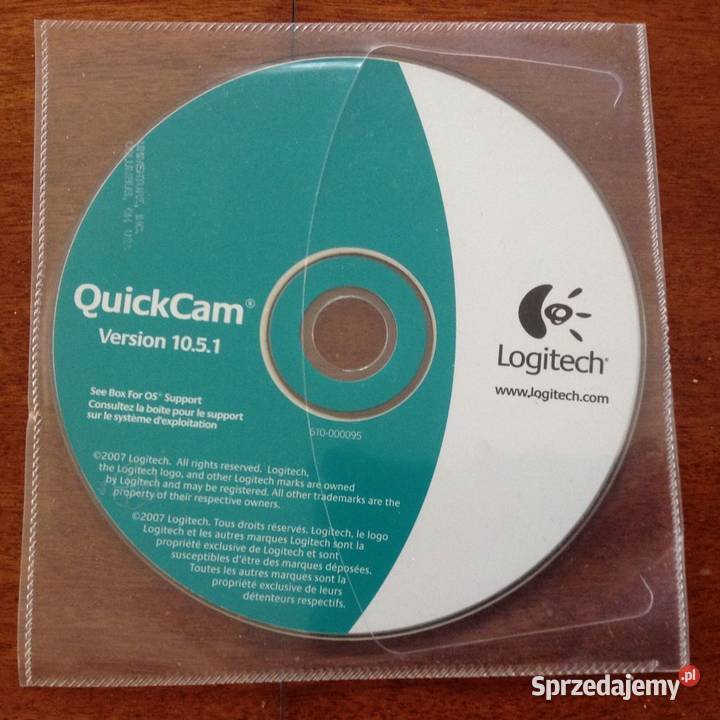 QuickCam®
Version 10.5.1
See Box For OS* Support
Consultez la boîte pour le support
sur le système d'exploitation
610-000095
©2007 Logitech. All rights reserved. Logitech,
the Logitech logo, and other Logitech marks are owned
by Logitech and may be registered. All other trademarks are the
property of their respective owners.
©2007 Logitech. Tous droits réservés. Logitech, le logo
Logitech et les autres marques Logitech sont la
propriété exclusive de Logitech et sont
susceptibles d'être des marques déposées.
Toutes les autres marques sont la
propriété exclusive de leurs
détenteurs respectifs.
Logitech®
www.logitech.com
Sprzedajemy.pl